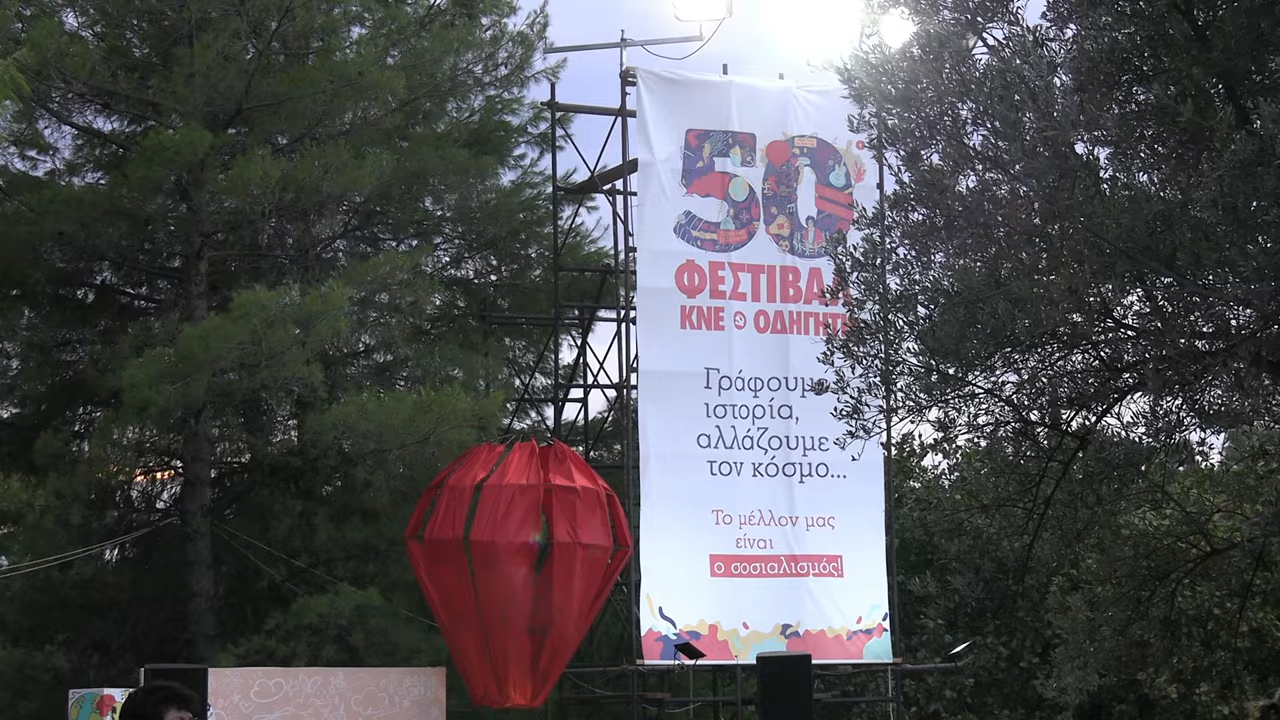 50
ΦΕΣΤΙΒΑΛ
ΚΝΕ ΟΔΗΓΗΤΗ
Γράφουμε
ιστορία,
αλλάζουμε
τον κόσμο...
Το μέλλον μας
είναι
ο σοσιαλισμός!